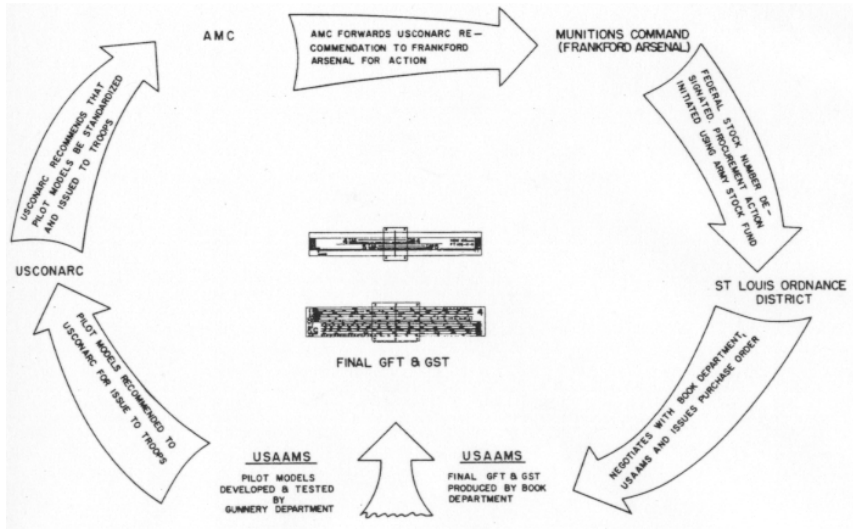 AMC
AMC FORWARDS USCONARC RE-
COMMENDATION TO FRANKFORD
ARSENAL FOR ACTION
MUNITIONS COMMAND
(FRANKFORD ARSENAL)
FEDERAL STOCK NUMBER DE-
SIGNATED, PROCUREMENT ACTION
INITIATED USING ARMY STOCK FUND
ST LOUIS ORDNANCE
DISTRICT
NEGOTIATES WITH BOOK DEPARTMENT,
USAAMS AND ISSUES PURCHASE ORDER
USAAMS
FINAL GFT & GST
PRODUCED BY BOOK
DEPARTMENT
FINAL GFT & GST
USAAMS
PILOT MODELS
DEVELOPED & TESTED
BY
GUNNERY DEPARTMENT
PILOT MODELS RECOMMENDED TO
USCONARC FOR ISSUE TO TROOPS
USCONARC
USCONARC RECOMMENDS THAT
PILOT MODELS BE STANDARDIZED
AND ISSUED TO TROOPS